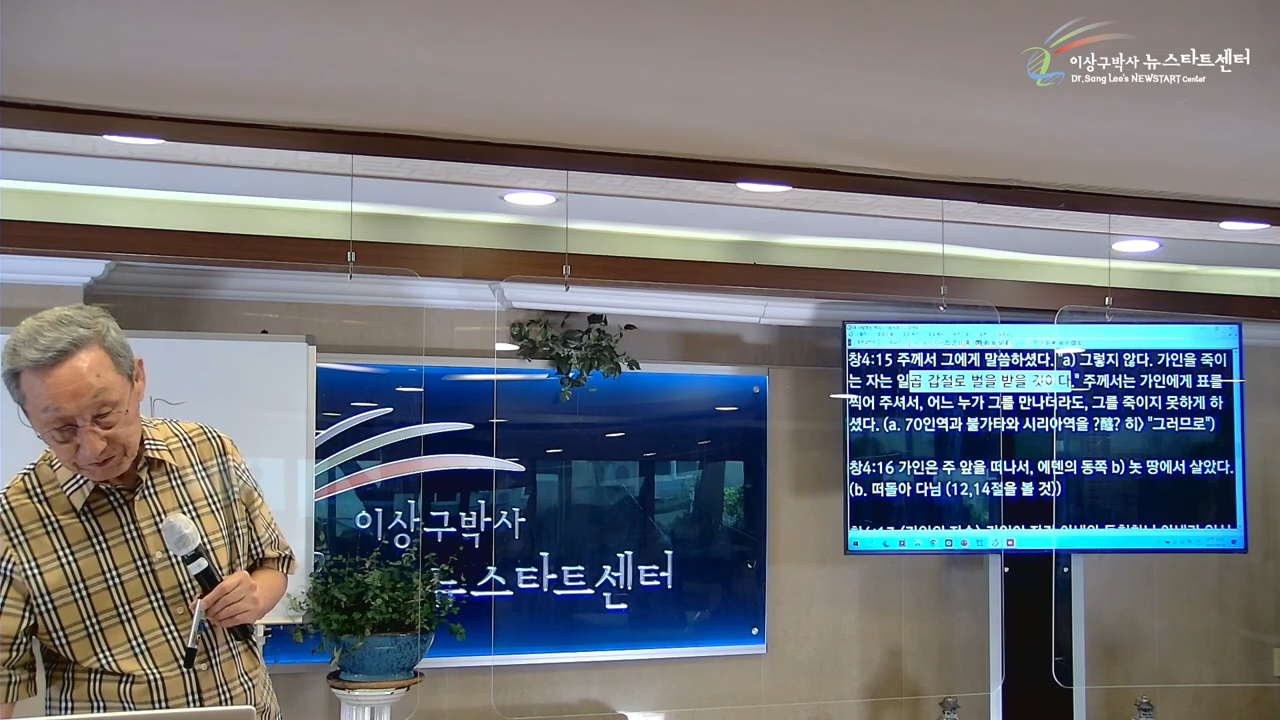 이상구박사 뉴스타트센터
Dr. Sang Lee's NEWSTART Center
창4:15 주께서 그에게 말씀하셨다. "a) 그렇지 않다. 가인을 죽이
는 자는 일곱 갑절로 벌을 받을 것이다." 주께서는 가인에게 표를
찍어 주셔서, 어느 누가 그를 만나더라도, 그를 죽이지 못하게 하
셨다. (a. 70인역과 불가타와 시리아역을 ?醯? 히> "그러므로")
창4:16 가인은 주 앞을 떠나서, 에덴의 동쪽 b) 놋 땅에서 살았다.
(b. 떠돌아 다님 (12,14절을 볼 것))
이상구박사
뉴스타트센터